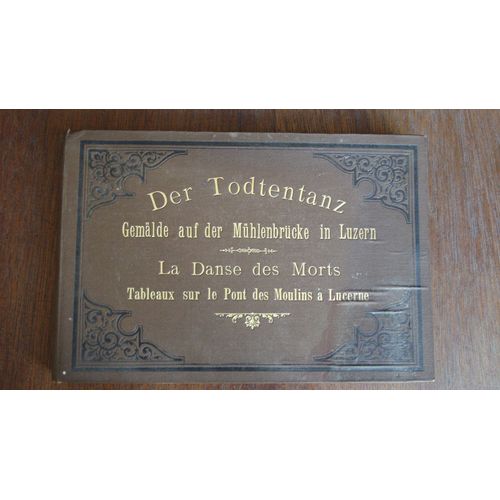 Der Todtentanz
Gemälde auf der Mühlenbrücke in Luzern
La Danse des Morts
Tableaux sur le Pont des Moulins à Lucerne